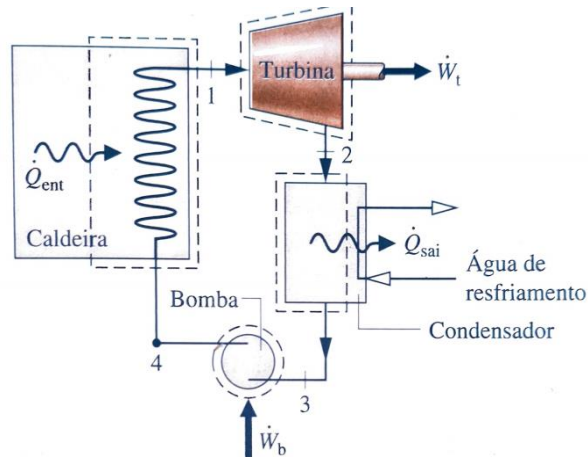 Turbina
Ẇt
1
2
Q̇ent
Caldeira
Q̇sai
Água de
resfriamento
Condensador
Bomba
4
3
Ẇb